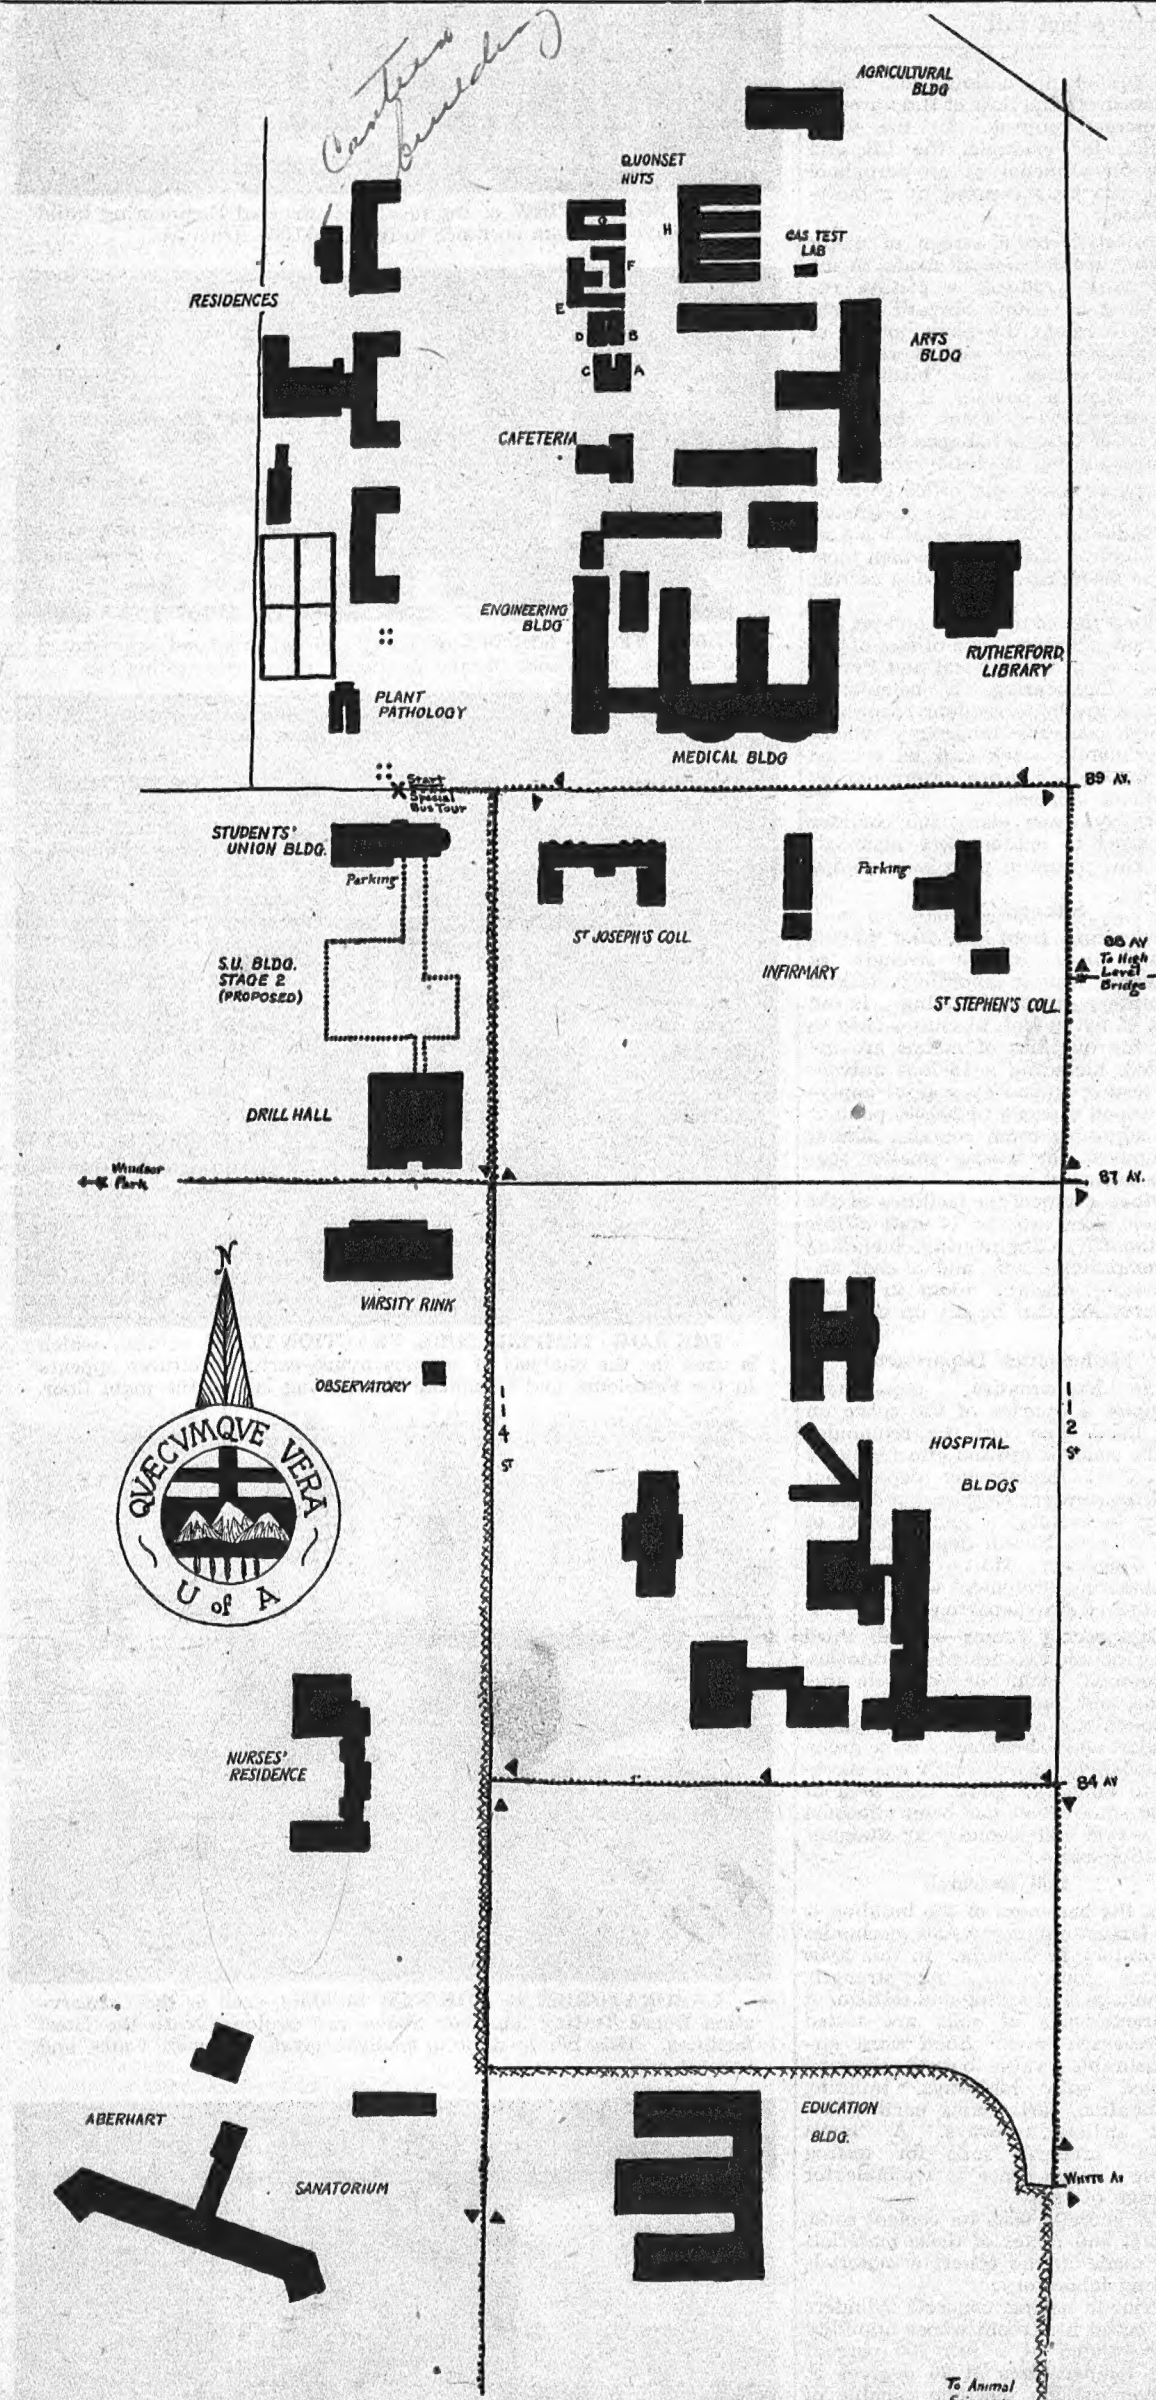 Canteen
building
AGRICULTURAL
BLDG
QUONSET
HUTS
G
H
GAS TEST
LAB
F
RESIDENCES
E
D
B
ARTS
BLDG
C
A
CAFETERIA
ENGINEERING
BLDG
RUTHERFORD
LIBRARY
PLANT
PATHOLOGY
MEDICAL BLDG
Start
Special
Bus Tour
89 AV.
STUDENTS'
UNION BLDG.
Parking
Parking
ST JOSEPH'S COLL.
INFIRMARY
S.U. BLDG.
STAGE 2
(PROPOSED)
88 AV
To High
Level
Bridge
ST STEPHEN'S COLL.
DRILL HALL
Windsor
Park
87 AV.
N
VARSITY RINK
OBSERVATORY
114 ST
112 St
QVÆCVMQVE VERA
U of A
HOSPITAL
BLDGS
NURSES'
RESIDENCE
84 AV
ABERHART
SANATORIUM
EDUCATION
BLDG.
WHYTE AV
To Animal